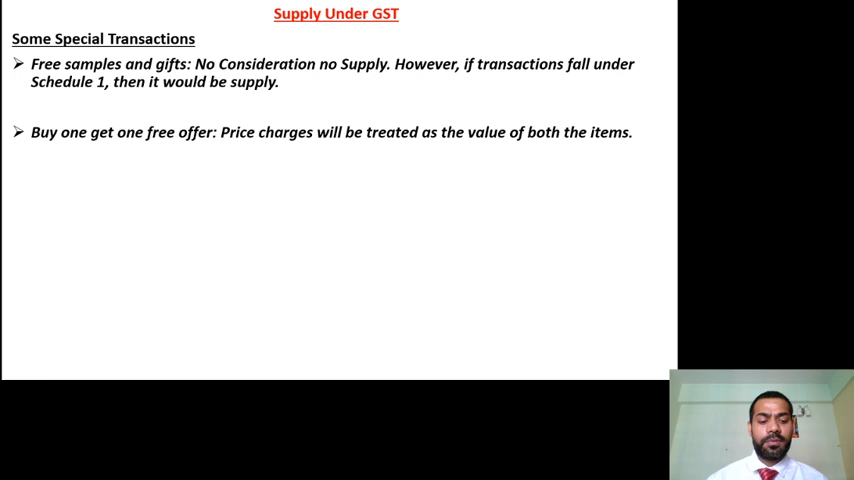 Supply Under GST
Some Special Transactions
➢ Free samples and gifts: No Consideration no Supply. However, if transactions fall under
Schedule 1, then it would be supply.
➢ Buy one get one free offer: Price charges will be treated as the value of both the items.